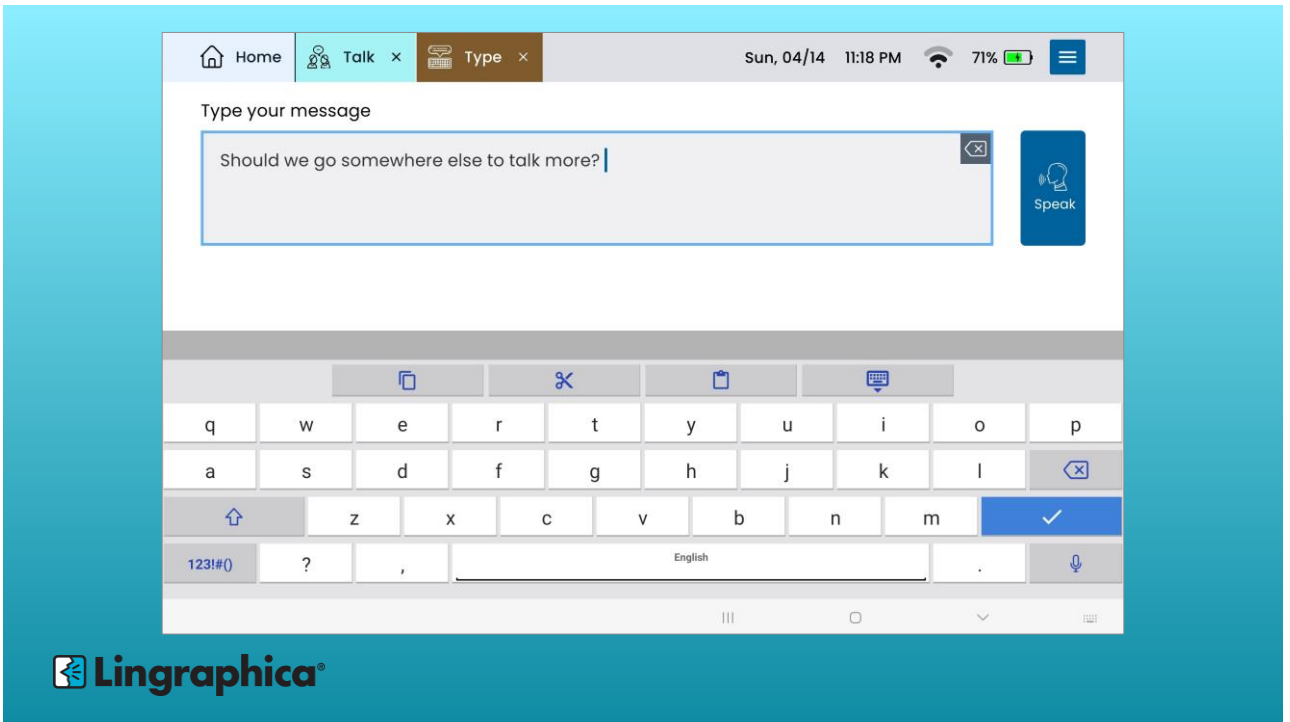 Home Talk × Type × Sun, 04/14 11:18 PM 71%
Type your message
Should we go somewhere else to talk more?
Speak
q w e r t y u i o p
a s d f g h j k l
z x c v b n m
123!#() ? , English .
Lingraphica®